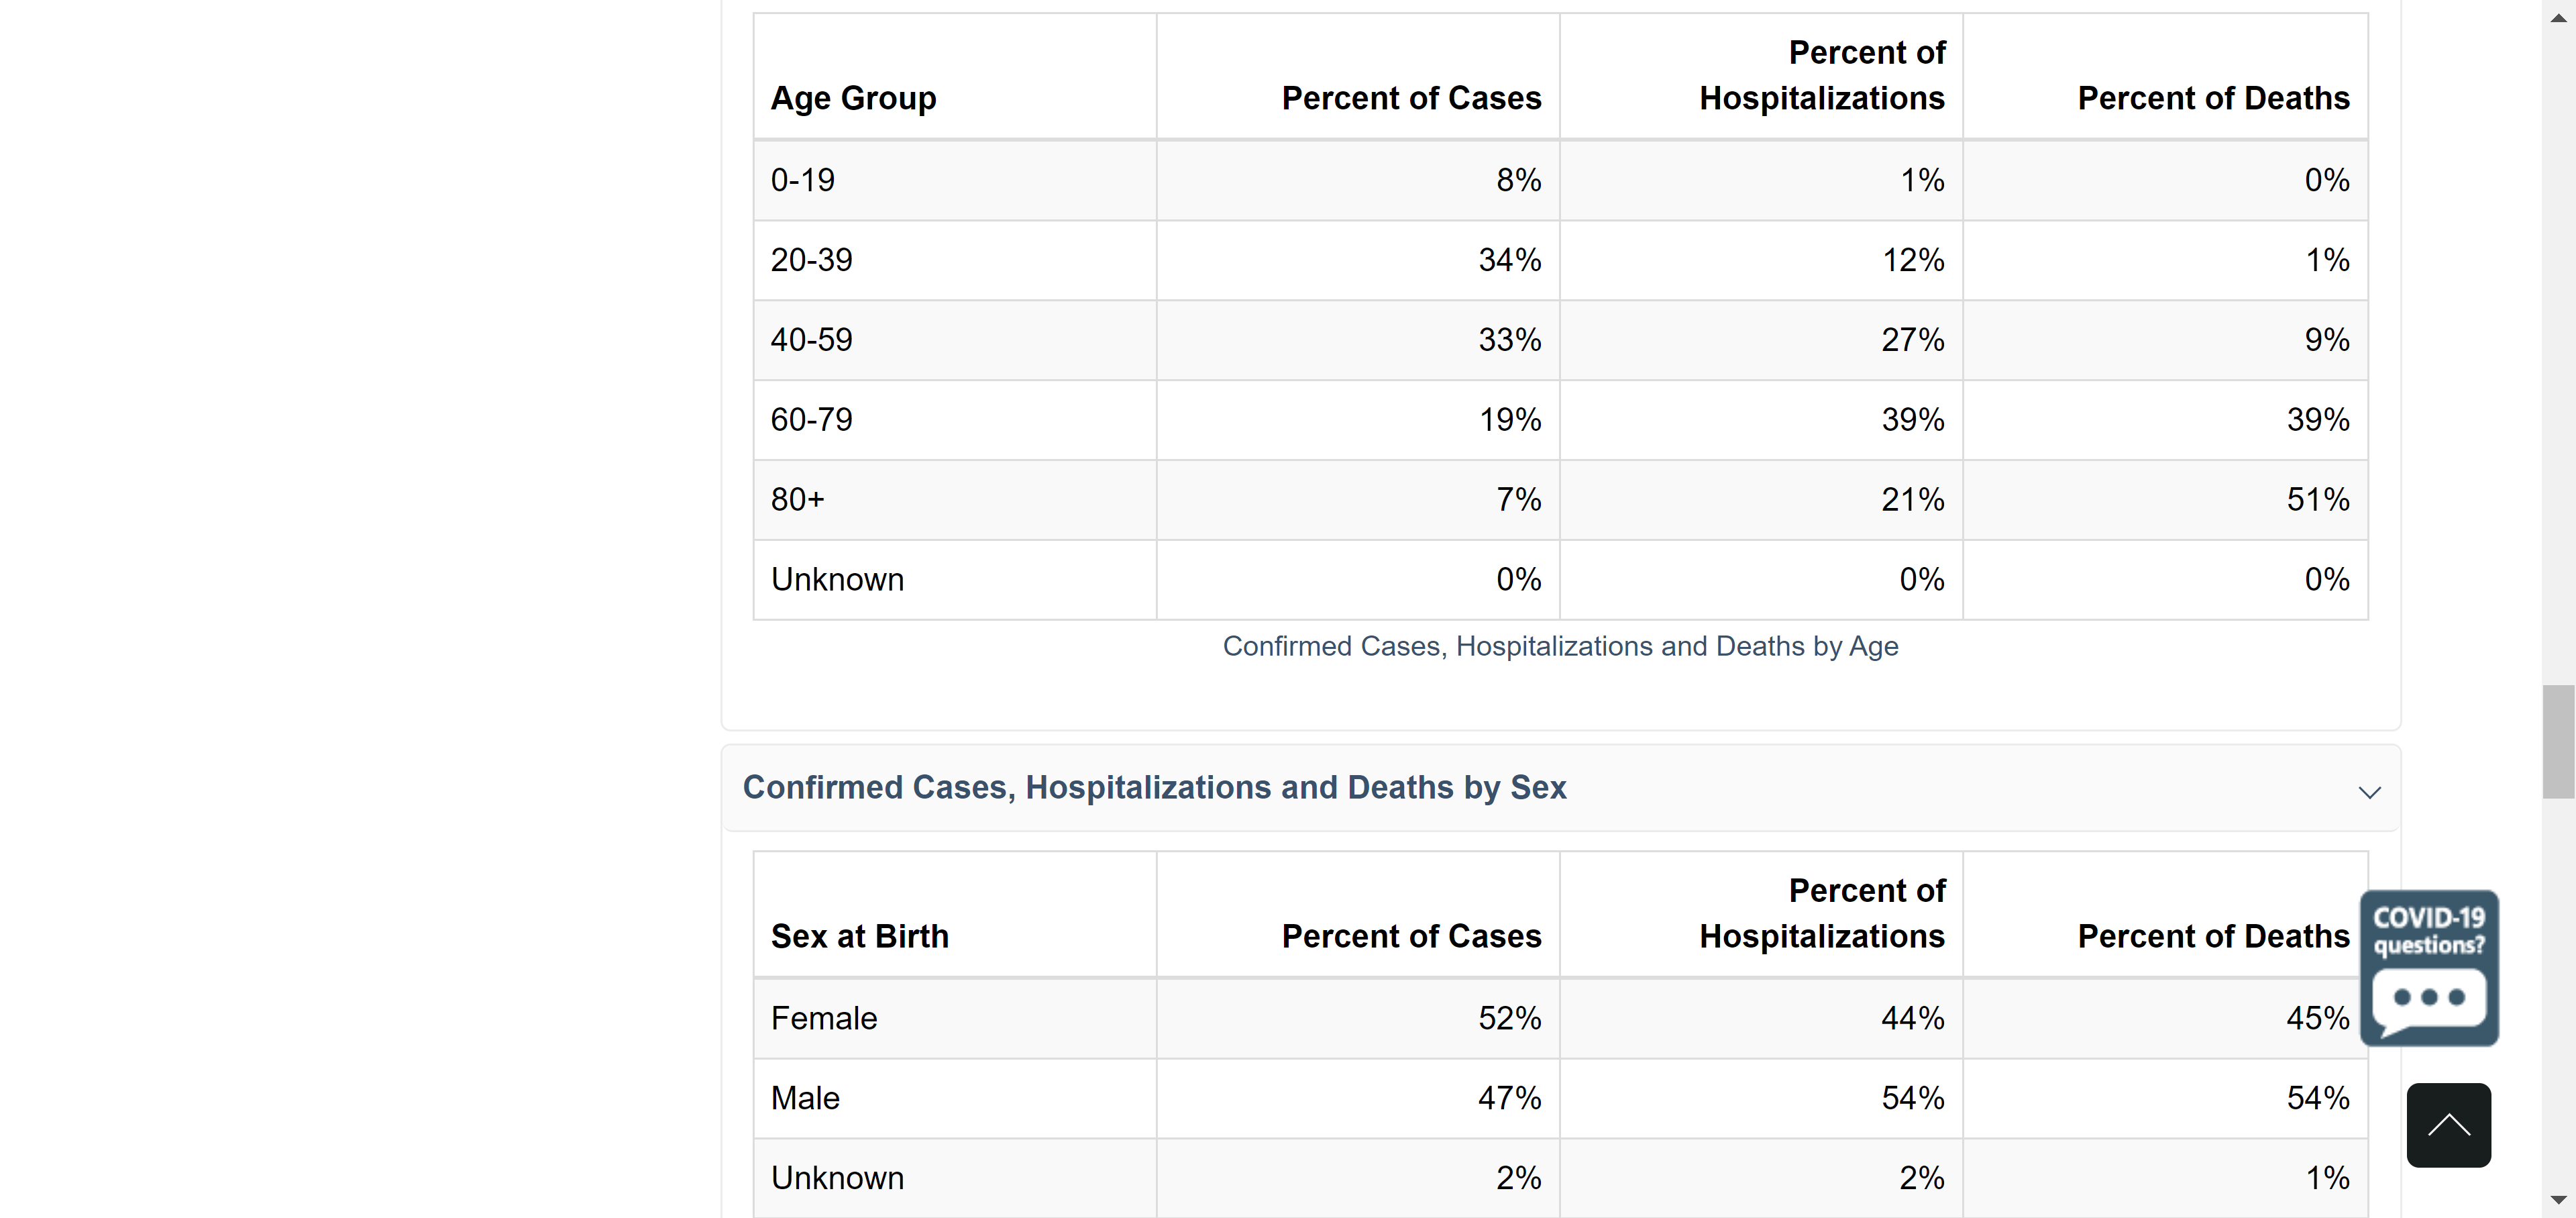 Age Group Percent of Cases Percent of Hospitalizations Percent of Deaths
0-19 8% 1% 0%
20-39 34% 12% 1%
40-59 33% 27% 9%
60-79 19% 39% 39%
80+ 7% 21% 51%
Unknown 0% 0% 0%
Confirmed Cases, Hospitalizations and Deaths by Age
Confirmed Cases, Hospitalizations and Deaths by Sex
Sex at Birth Percent of Cases Percent of Hospitalizations Percent of Deaths
Female 52% 44% 45%
Male 47% 54% 54%
Unknown 2% 2% 1%
COVID-19
questions?